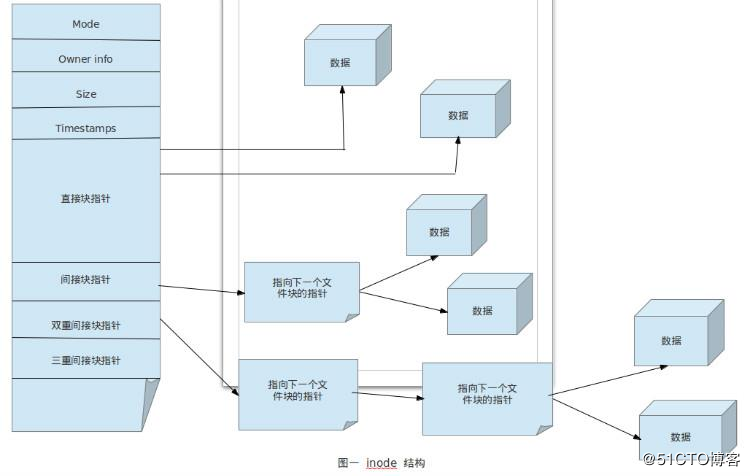 Mode
Owner info
Size
Timestamps
直接块指针
间接块指针
双重间接块指针
三重间接块指针
数据
数据
数据
指向下一个文
件块的指针
数据
数据
指向下一个文
件块的指针
指向下一个文
件块的指针
数据
图一 inode 结构
@51CTO博客